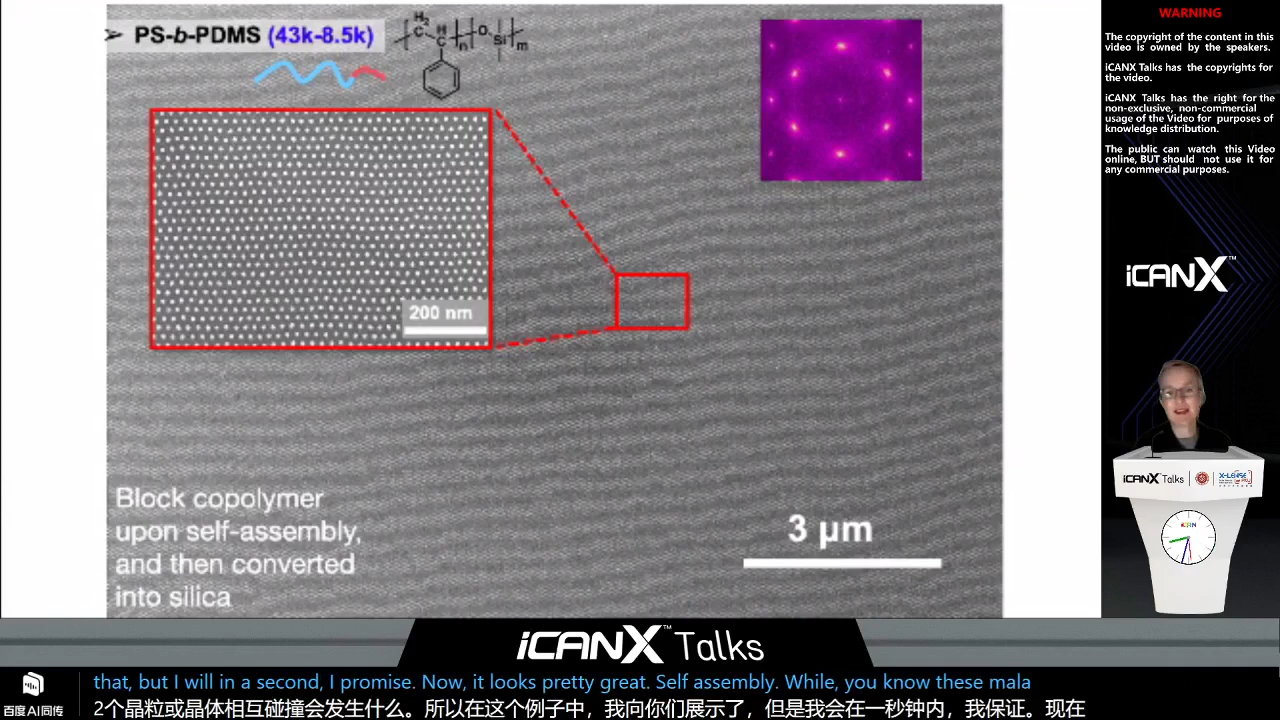 ➢ PS-b-PDMS (43k-8.5k)
H₂
C
H
C
n
O
Si
m
200 nm
3 μm
Block copolymer
upon self-assembly,
and then converted
into silica
WARNING
The copyright of the content in this
video is owned by the speakers.
iCANX Talks has the copyrights for
the video.
iCANX Talks has the right for the
non-exclusive, non-commercial
usage of the Video for purposes of
knowledge distribution.
The public can watch this Video
online, BUT should not use it for
any commercial purposes.
iCANX™
iCANX Talks
iCANX™ Talks
that, but I will in a second, I promise. Now, it looks pretty great. Self assembly. While, you know these mala
百度AI同传
2个晶粒或晶体相互碰撞会发生什么。所以在这个例子中，我向你们展示了，但是我会在一秒钟内，我保证。现在